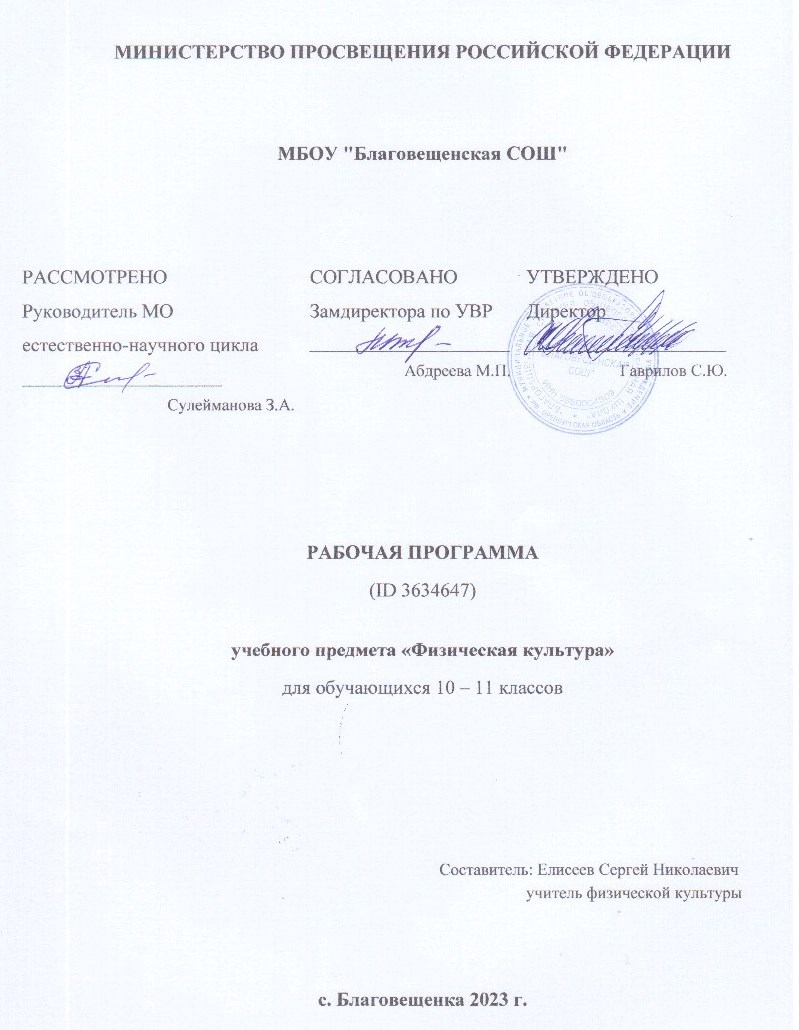 МИНИСТЕРСТВО ПРОСВЕЩЕНИЯ РОССИЙСКОЙ ФЕДЕРАЦИИ
МБОУ "Благовещенская СОШ"
РАССМОТРЕНО
Руководитель МО
естественно-научного цикла
Сулейманова З.А.
СОГЛАСОВАНО
Замдиректора по УВР
Абдреева М.П.
УТВЕРЖДЕНО
Директор
Гаврилов С.Ю.
РАБОЧАЯ ПРОГРАММА
(ID 3634647)
учебного предмета «Физическая культура»
для обучающихся 10 – 11 классов
Составитель: Елисеев Сергей Николаевич
учитель физической культуры
с. Благовещенка 2023 г.